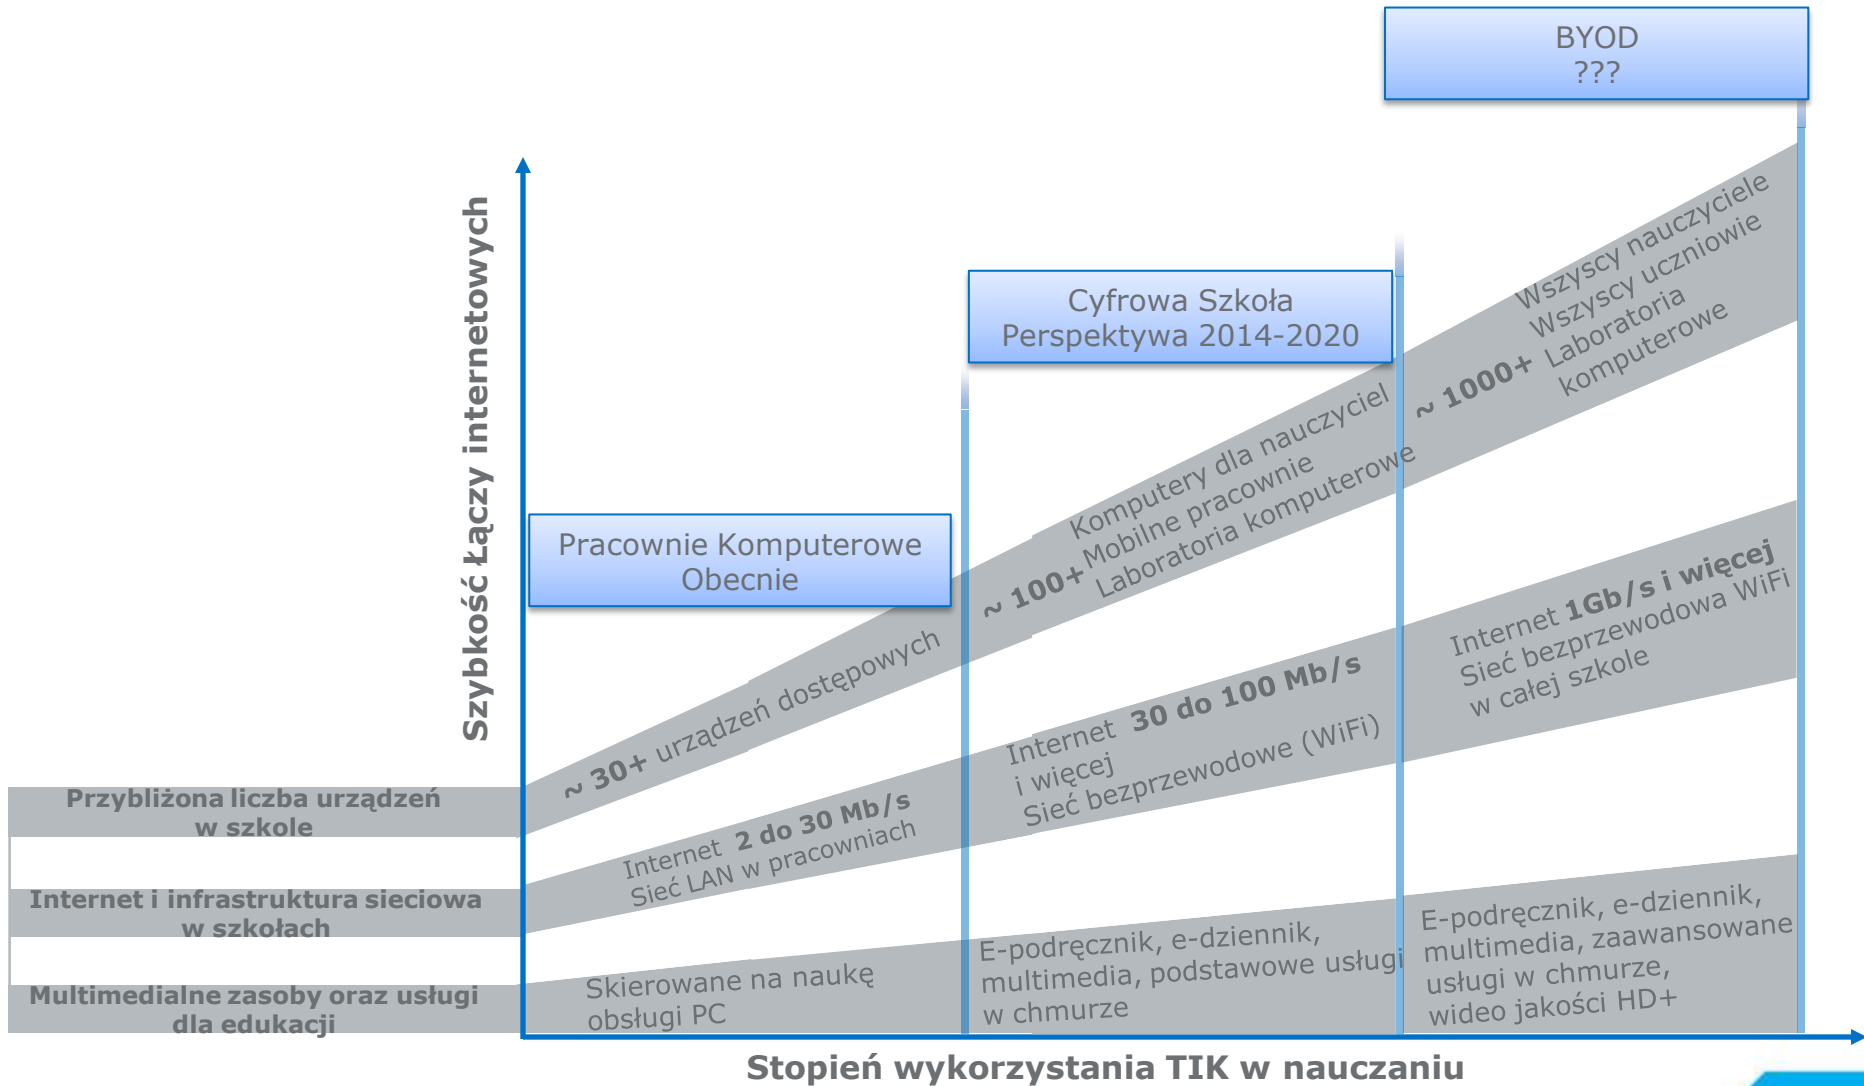 BYOD
???
Cyfrowa Szkoła
Perspektywa 2014-2020
Pracownie Komputerowe
Obecnie
Szybkość Łączy internetowych
Przybliżona liczba urządzeń
w szkole
~ 30+ urządzeń dostępowych
~ 100+
Komputery dla nauczyciel
Mobilne pracownie
Laboratoria komputerowe
~ 1000+
Wszyscy nauczyciele
Wszyscy uczniowie
Laboratoria
komputerowe
Internet i infrastruktura sieciowa
w szkołach
Internet 2 do 30 Mb/s
Sieć LAN w pracowniach
Internet 30 do 100 Mb/s
i więcej
Sieć bezprzewodowe (WiFi)
Internet 1Gb/s i więcej
Sieć bezprzewodowa WiFi
w całej szkole
Multimedialne zasoby oraz usługi
dla edukacji
Skierowane na naukę
obsługi PC
E-podręcznik, e-dziennik,
multimedia, podstawowe usługi
w chmurze
E-podręcznik, e-dziennik,
multimedia, zaawansowane
usługi w chmurze,
wideo jakości HD+
Stopień wykorzystania TIK w nauczaniu